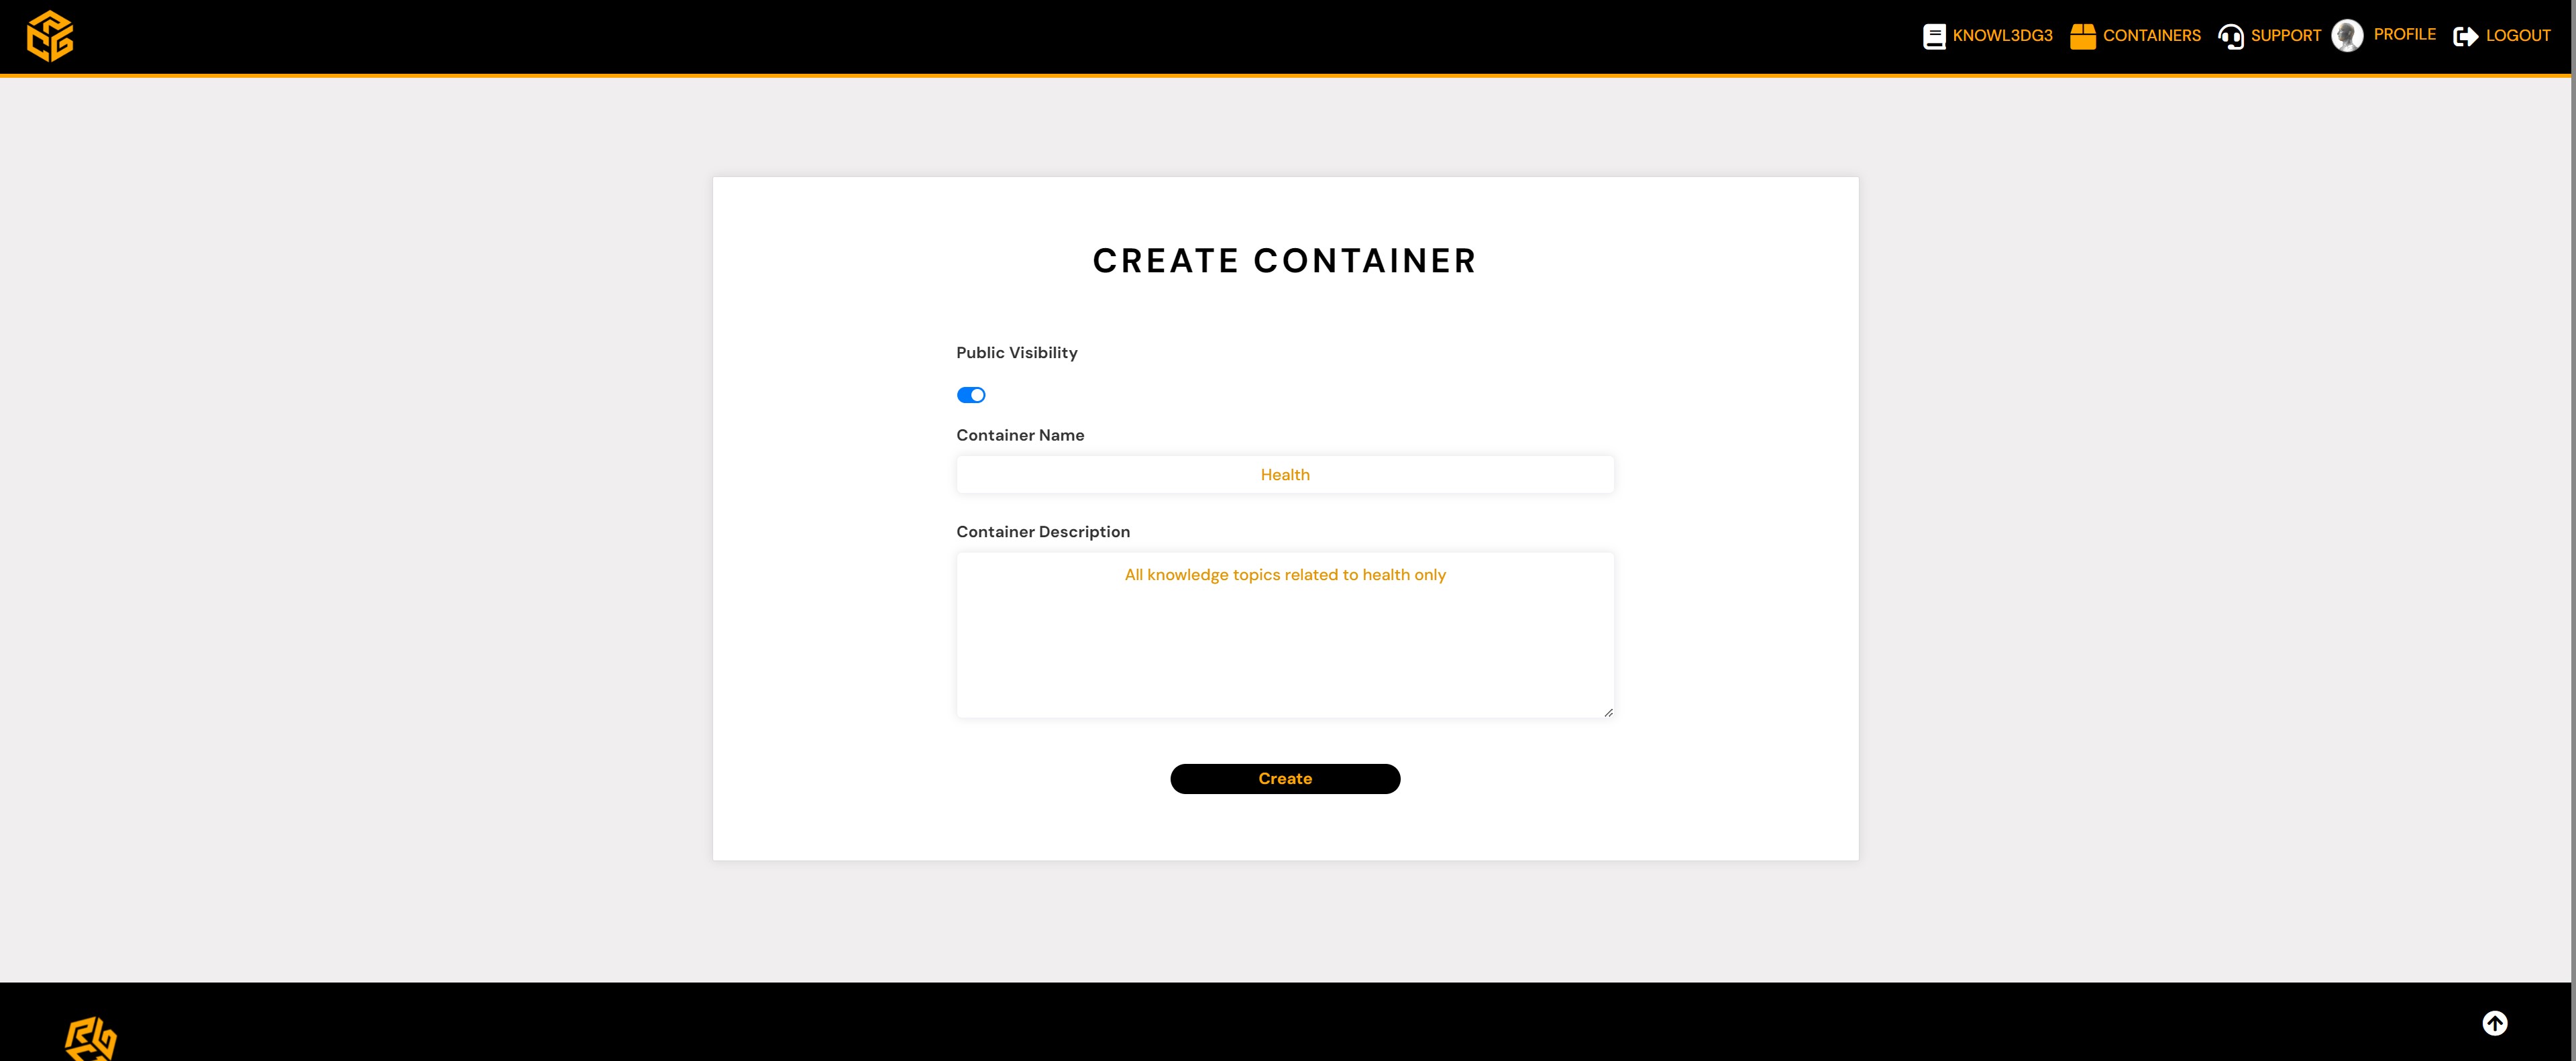 KNOWL3DG3 CONTAINERS SUPPORT PROFILE LOGOUT
CREATE CONTAINER
Public Visibility
Container Name
Health
Container Description
All knowledge topics related to health only
Create